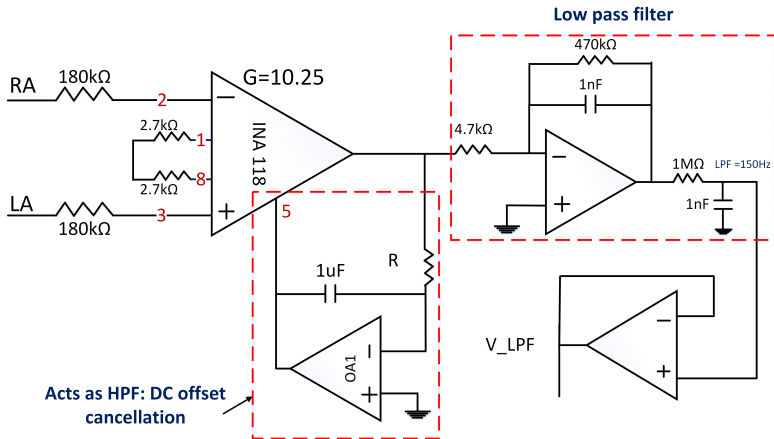 Low pass filter
470kΩ
1nF
RA
180kΩ
2
G=10.25
2.7kΩ
1
INA 118
4.7kΩ
2.7kΩ
8
1MΩ
LPF =150Hz
1nF
LA
180kΩ
3
5
R
1uF
OA1
V_LPF
Acts as HPF: DC offset
cancellation